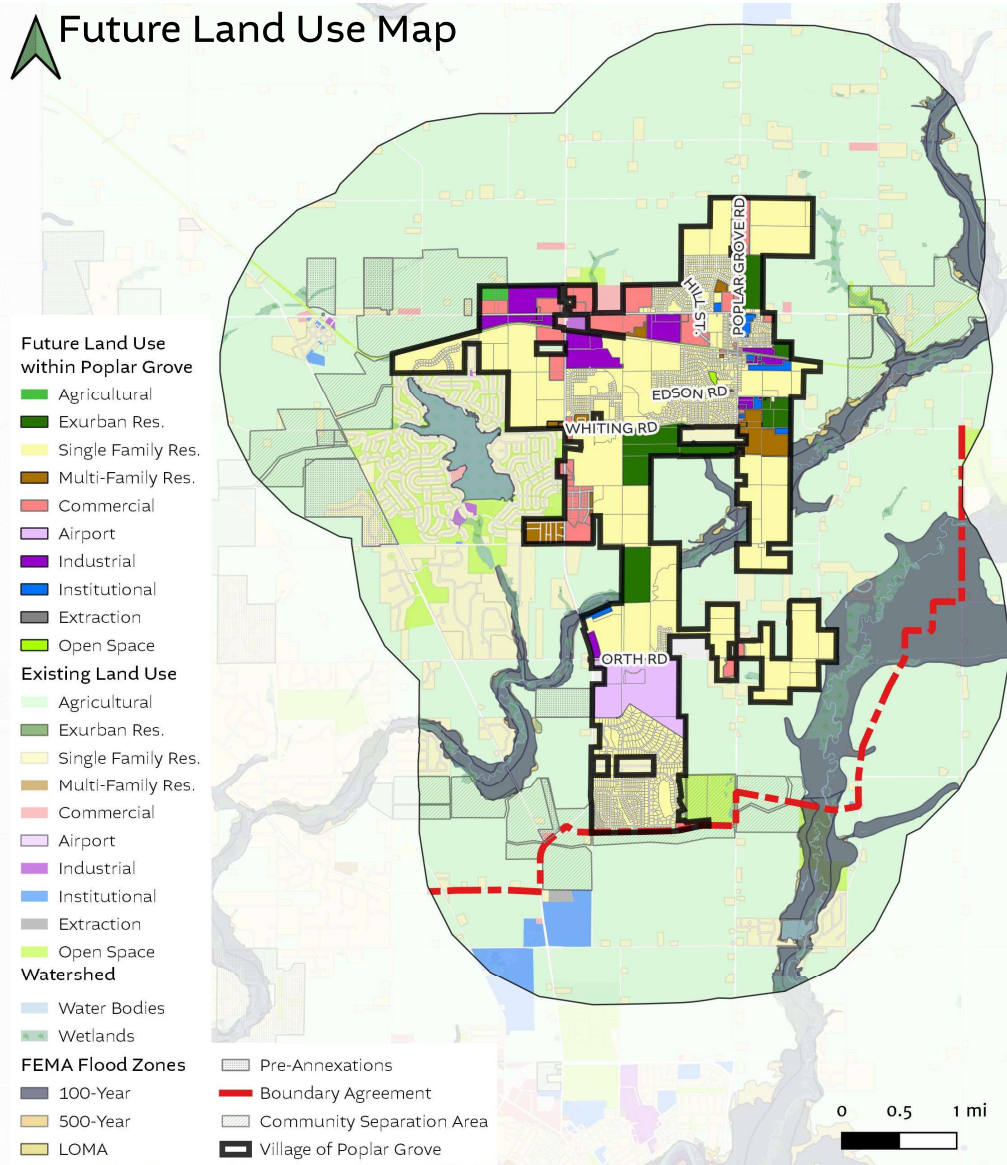 Future Land Use Map
POPLAR GROVE RD
HILL ST.
EDSON RD
WHITING RD
ORTH RD
Future Land Use
within Poplar Grove
Agricultural
Exurban Res.
Single Family Res.
Multi-Family Res.
Commercial
Airport
Industrial
Institutional
Extraction
Open Space
Existing Land Use
Agricultural
Exurban Res.
Single Family Res.
Multi-Family Res.
Commercial
Airport
Industrial
Institutional
Extraction
Open Space
Watershed
Water Bodies
Wetlands
FEMA Flood Zones
100-Year
500-Year
LOMA
Pre-Annexations
Boundary Agreement
Community Separation Area
Village of Poplar Grove
0 0.5 1 mi